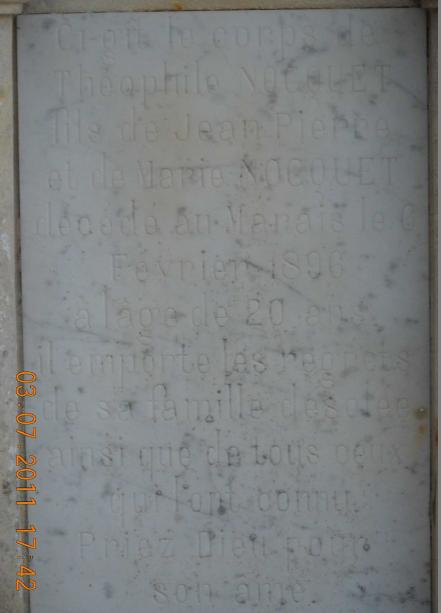 Ci-gît le corps de
Théophile NOCQUET
fils de Jean Pierre
et de Marie NOCQUET
décédé au Marais le 6
Février 1896
à l'âge de 20 ans
il emporte les regrets
de sa famille désolée
ainsi que de tous ceux
qui l'ont connu.
Priez Dieu pour
son âme.
03.07.2011 17:42